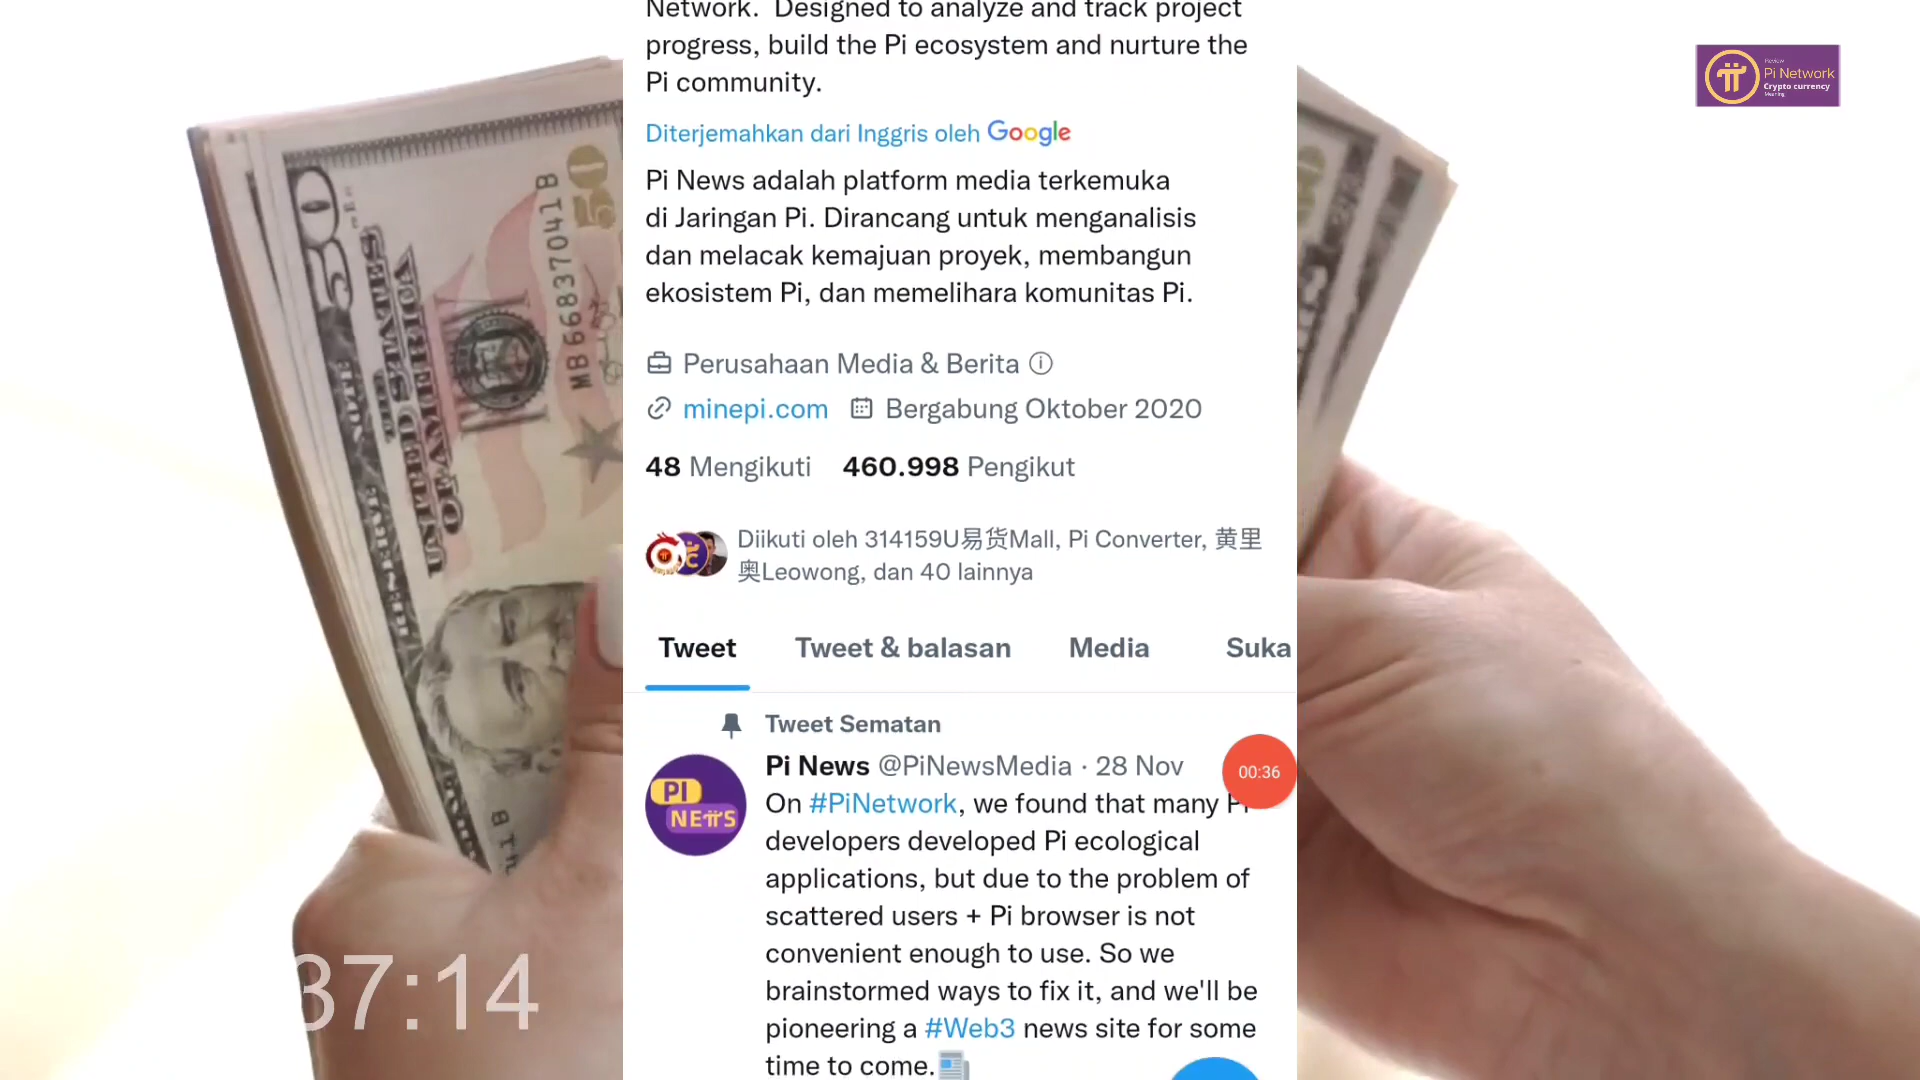 Network. Designed to analyze and track project
progress, build the Pi ecosystem and nurture the
Pi community.
Diterjemahkan dari Inggris oleh Google
Pi News adalah platform media terkemuka
di Jaringan Pi. Dirancang untuk menganalisis
dan melacak kemajuan proyek, membangun
ekosistem Pi, dan memelihara komunitas Pi.
Perusahaan Media & Berita
minepi.com Bergabung Oktober 2020
48 Mengikuti 460.998 Pengikut
Diikuti oleh 314159U易货Mall, Pi Converter, 黄里
奥Leowong, dan 40 lainnya
Tweet Tweet & balasan Media Suka
Tweet Sematan
Pi News @PiNewsMedia · 28 Nov
00:36
On #PiNetwork, we found that many Pi
developers developed Pi ecological
applications, but due to the problem of
scattered users + Pi browser is not
convenient enough to use. So we
brainstormed ways to fix it, and we'll be
pioneering a #Web3 news site for some
time to come.
PI
NEWS
Review
Pi Network
Crypto currency
37:14
50
MB66837041B
50